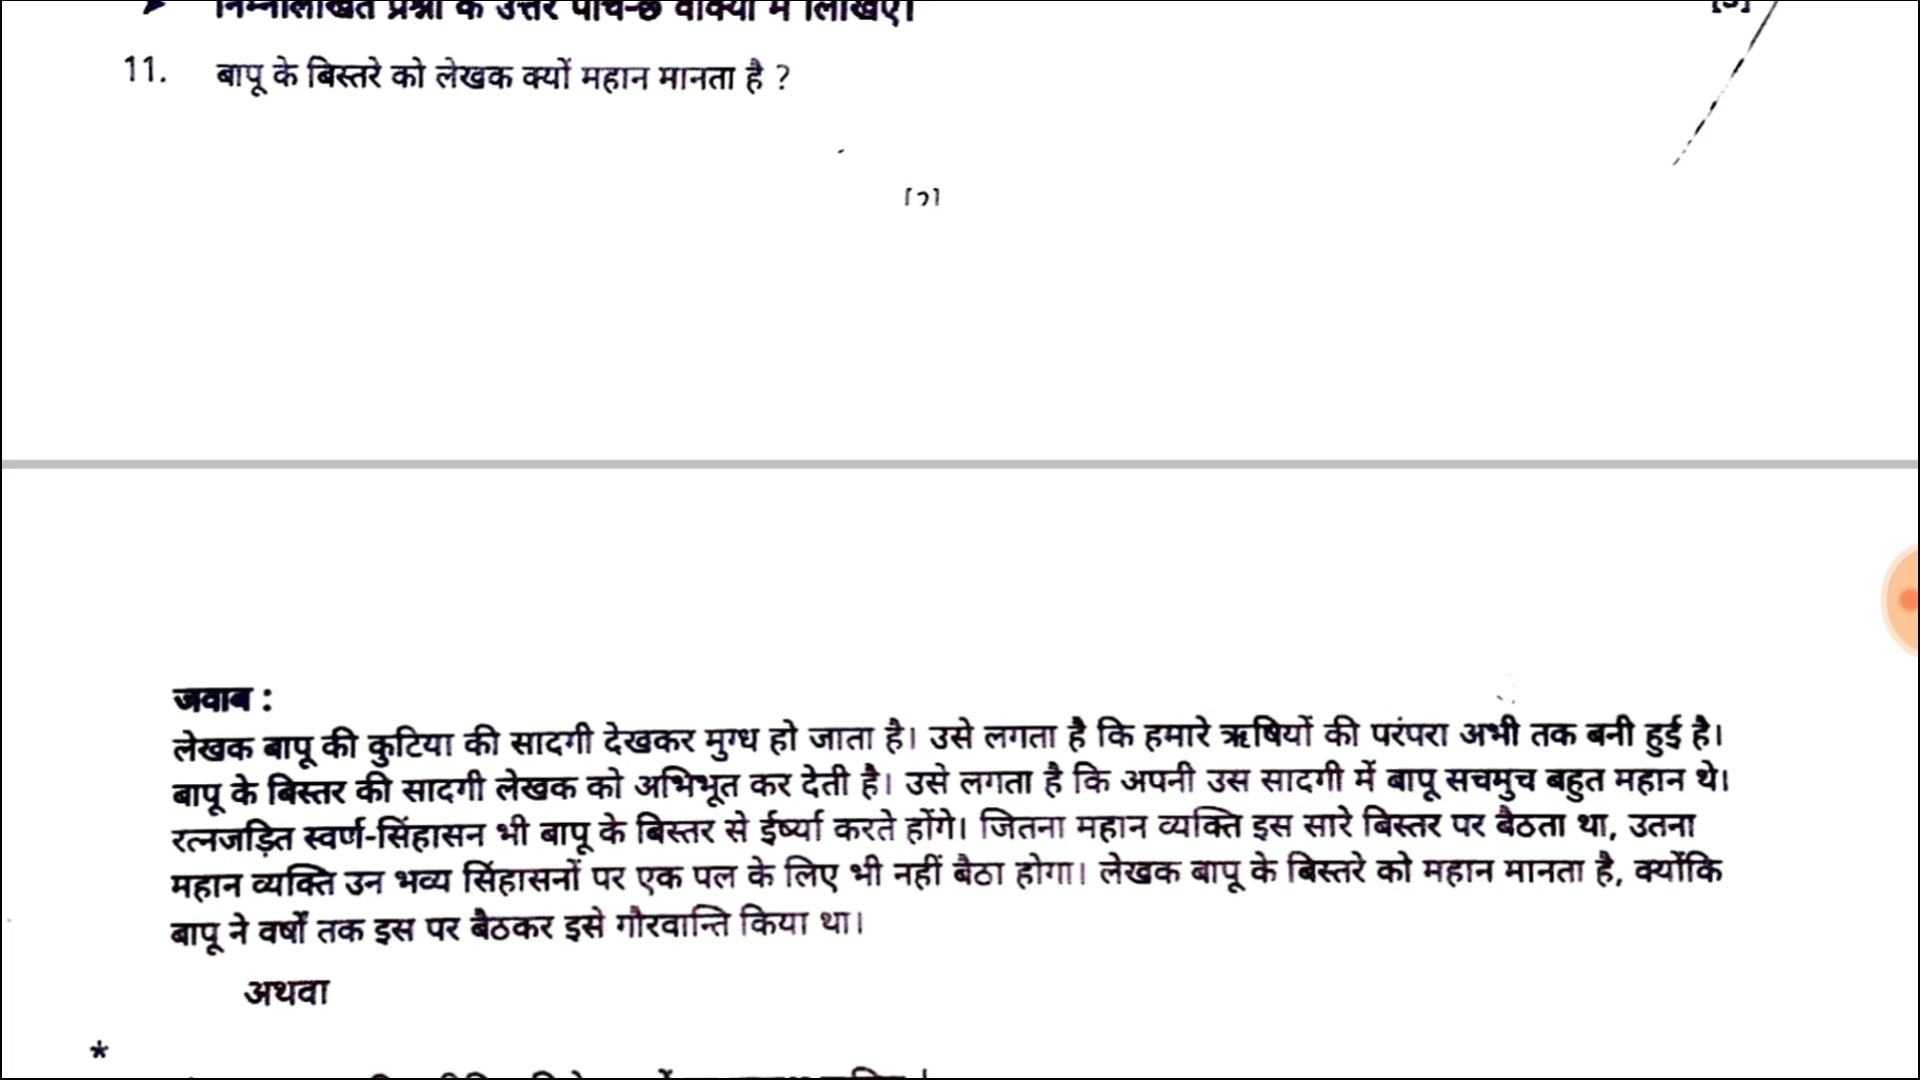 निम्नलिखित प्रश्नों के उत्तर पांच-छ वाक्यों में लिखिए। [3]
11. बापू के बिस्तरे को लेखक क्यों महान मानता है ?
[2]
जवाब :
लेखक बापू की कुटिया की सादगी देखकर मुग्ध हो जाता है। उसे लगता है कि हमारे ऋषियों की परंपरा अभी तक बनी हुई है।
बापू के बिस्तर की सादगी लेखक को अभिभूत कर देती है। उसे लगता है कि अपनी उस सादगी में बापू सचमुच बहुत महान थे।
रत्नजड़ित स्वर्ण-सिंहासन भी बापू के बिस्तर से ईर्ष्या करते होंगे। जितना महान व्यक्ति इस सारे बिस्तर पर बैठता था, उतना
महान व्यक्ति उन भव्य सिंहासनों पर एक पल के लिए भी नहीं बैठा होगा। लेखक बापू के बिस्तरे को महान मानता है, क्योंकि
बापू ने वर्षों तक इस पर बैठकर इसे गौरवान्ति किया था।
अथवा
*